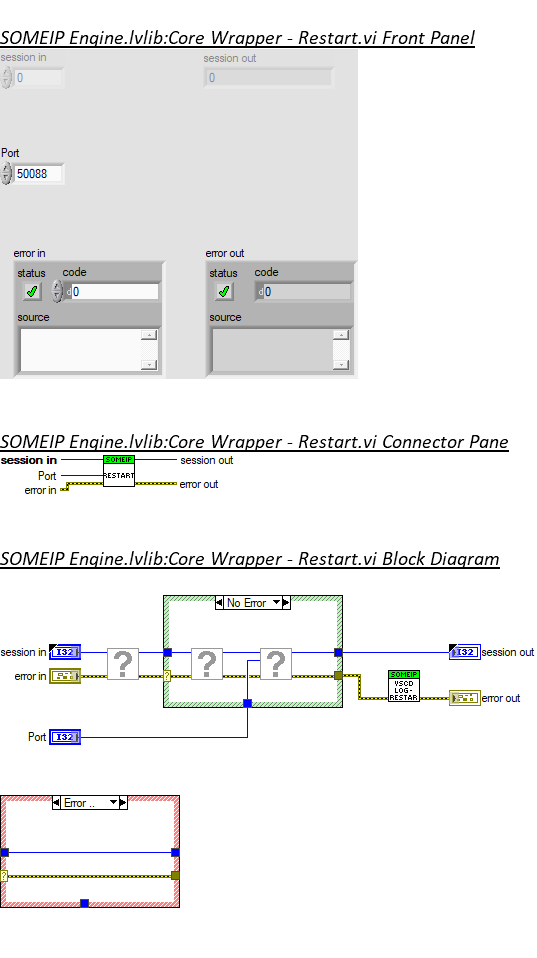 SOMEIP Engine.lvlib:Core Wrapper - Restart.vi Front Panel
session in
session out
0
0
Port
50088
error in
error out
status
code
status
code
d0
d0
source
source
SOMEIP Engine.lvlib:Core Wrapper - Restart.vi Connector Pane
session in
SOMEIP
session out
Port
RESTART
error in
error out
SOMEIP Engine.lvlib:Core Wrapper - Restart.vi Block Diagram
No Error
session in
I32
?
?
?
I32
session out
error in
?
SOMEIP
VSCD
LOG-
RESTAR
error out
Port
I32
Error ..
?